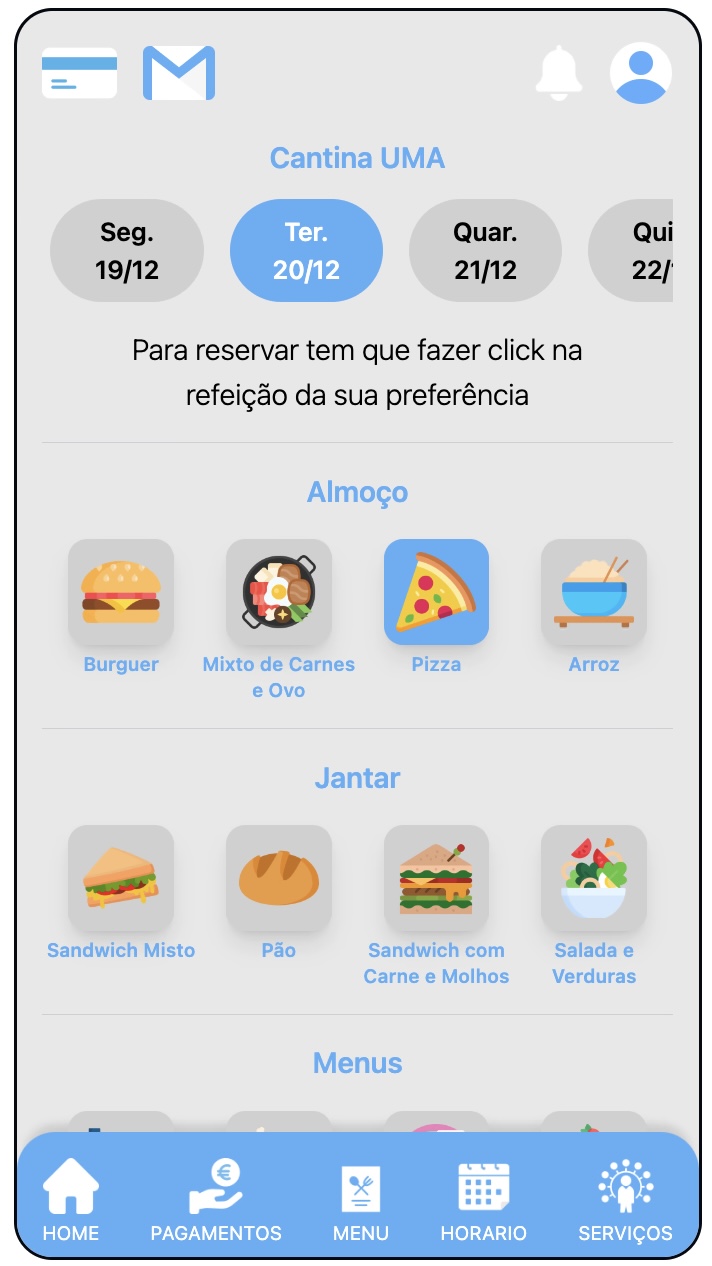 Cantina UMA
Seg.
19/12
Ter.
20/12
Quar.
21/12
Qui
22/
Para reservar tem que fazer click na
refeição da sua preferência
Almoço
Burguer
Mixto de Carnes
e Ovo
Pizza
Arroz
Jantar
Sandwich Misto
Pão
Sandwich com
Carne e Molhos
Salada e
Verduras
Menus
HOME
PAGAMENTOS
MENU
HORARIO
SERVIÇOS